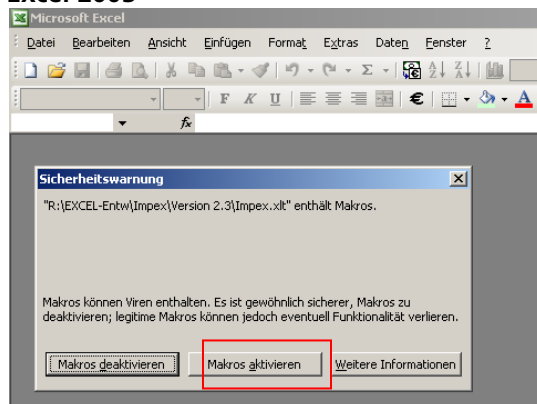 Excel 2003
Microsoft Excel
Datei Bearbeiten Ansicht Einfügen Format Extras Daten Fenster ?
F K U €
fx
Sicherheitswarnung
"R:\EXCEL-Entw\Impex\Version 2.3\Impex.xlt" enthält Makros.
Makros können Viren enthalten. Es ist gewöhnlich sicherer, Makros zu
deaktivieren; legitime Makros können jedoch eventuell Funktionalität verlieren.
Makros deaktivieren Makros aktivieren Weitere Informationen